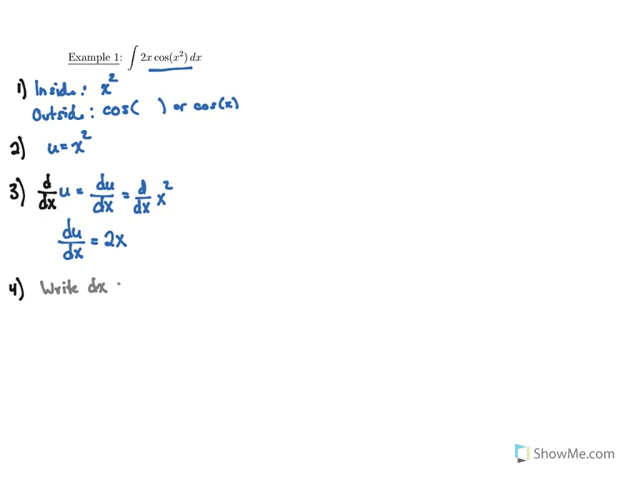 Example 1: ∫ 2x cos(x²) dx
1) Inside: x²
Outside: cos( ) or cos(x)
2) u=x²
3) d/dx u = du/dx = d/dx x²
du/dx = 2x
4) Write dx
ShowMe.com